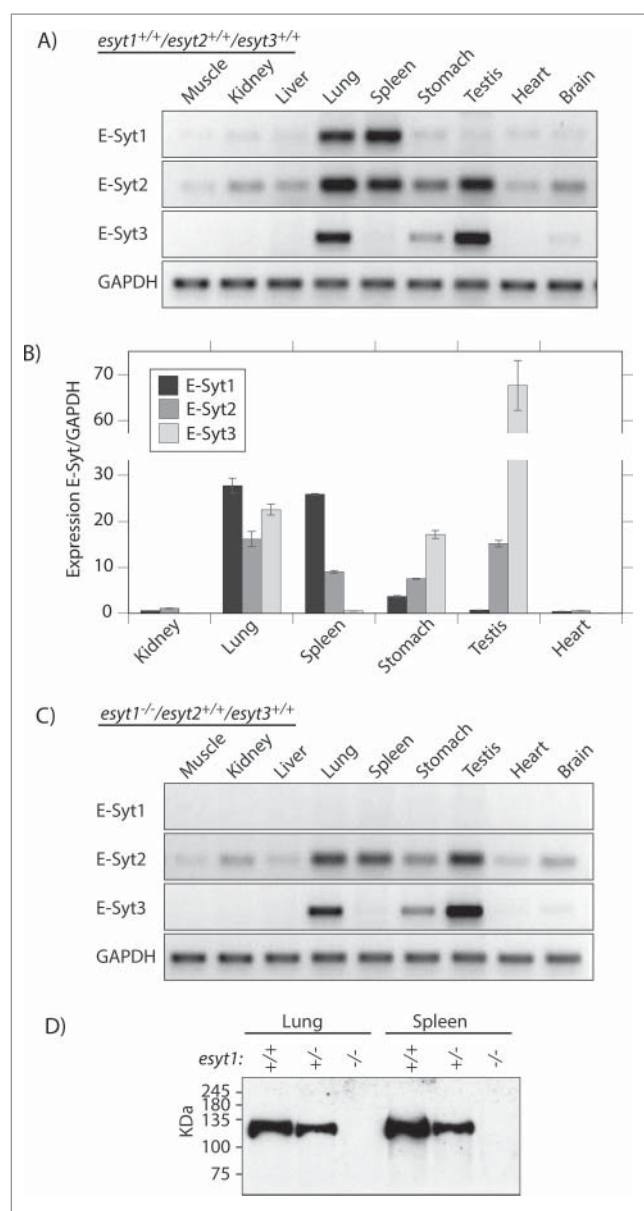 A)
esyt1+/+/esyt2+/+/esyt3+/+
Muscle Kidney Liver Lung Spleen Stomach Testis Heart Brain
E-Syt1
E-Syt2
E-Syt3
GAPDH
B)
Expression E-Syt/GAPDH
70
60
30
20
10
0
E-Syt1
E-Syt2
E-Syt3
Kidney Lung Spleen Stomach Testis Heart
C)
esyt1-/-/esyt2+/+/esyt3+/+
Muscle Kidney Liver Lung Spleen Stomach Testis Heart Brain
E-Syt1
E-Syt2
E-Syt3
GAPDH
D)
Lung Spleen
esyt1: +/+ +/- -/- +/+ +/- -/-
KDa
245
180
135
100
75